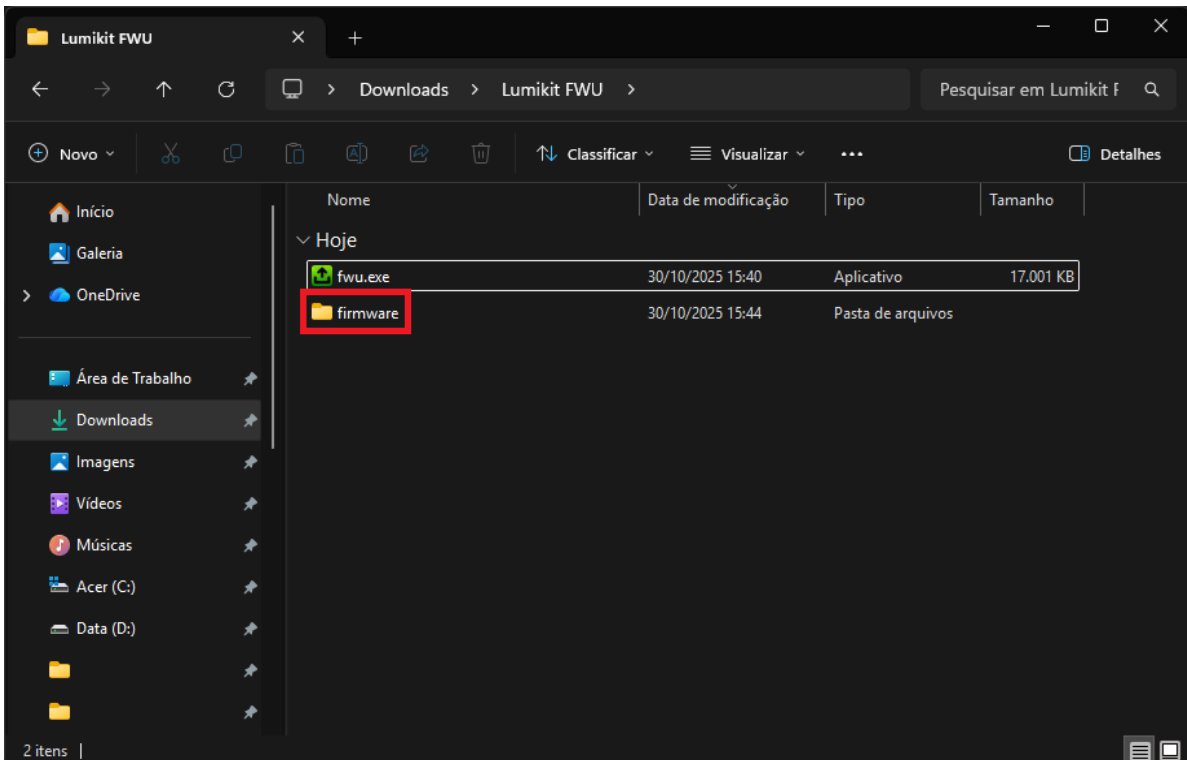 Lumikit FWU
Downloads > Lumikit FWU >
Pesquisar em Lumikit F
Novo
Classificar
Visualizar
Detalhes
Início
Galeria
OneDrive
Área de Trabalho
Downloads
Imagens
Vídeos
Músicas
Acer (C:)
Data (D:)
Nome Data de modificação Tipo Tamanho
Hoje
fwu.exe 30/10/2025 15:40 Aplicativo 17.001 KB
firmware 30/10/2025 15:44 Pasta de arquivos
2 itens